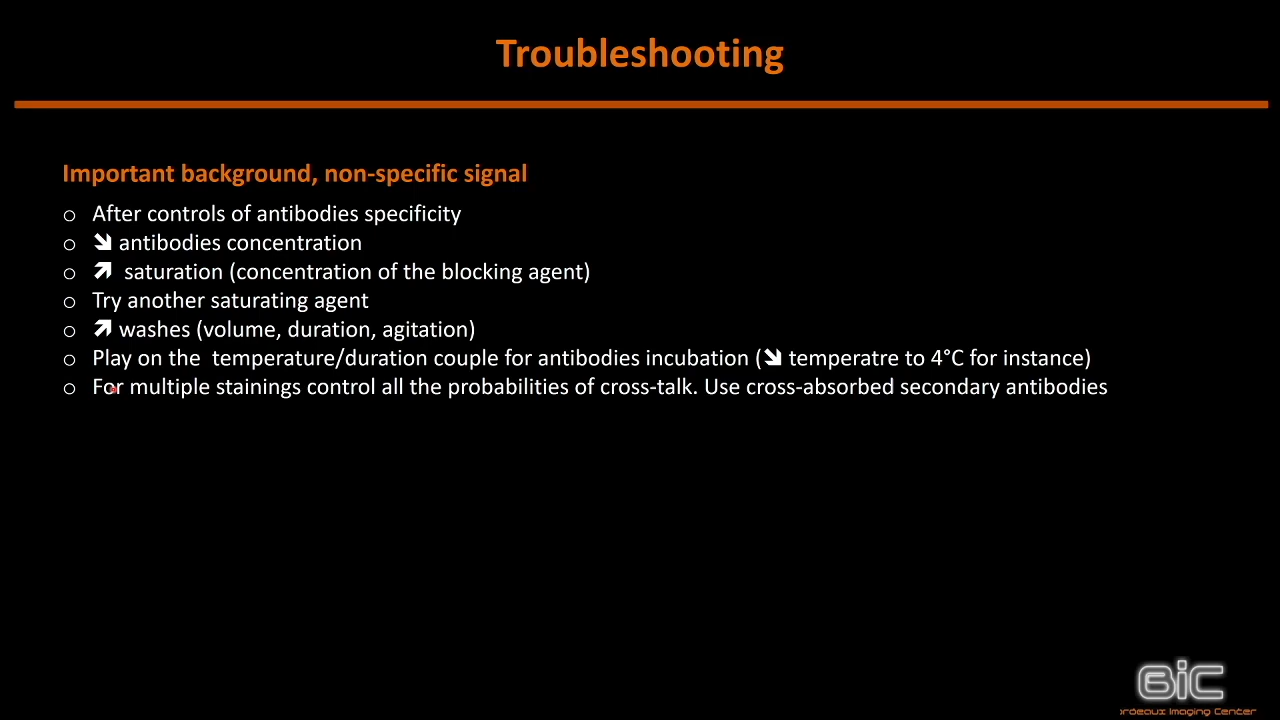 Troubleshooting
Important background, non-specific signal
o After controls of antibodies specificity
o ↘ antibodies concentration
o ↗ saturation (concentration of the blocking agent)
o Try another saturating agent
o ↗ washes (volume, duration, agitation)
o Play on the temperature/duration couple for antibodies incubation (↘ temperatre to 4°C for instance)
o For multiple stainings control all the probabilities of cross-talk. Use cross-absorbed secondary antibodies
BiC
ordeaux Imaging Center